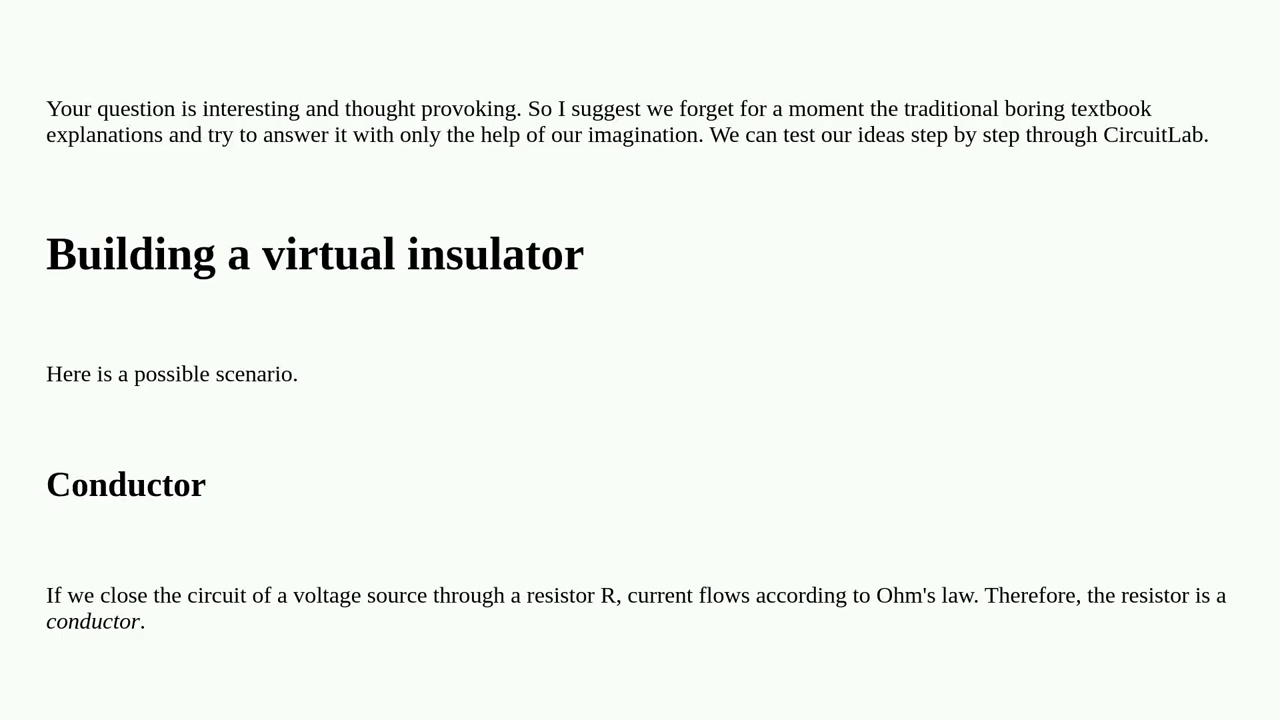 Your question is interesting and thought provoking. So I suggest we forget for a moment the traditional boring textbook
explanations and try to answer it with only the help of our imagination. We can test our ideas step by step through CircuitLab.
Building a virtual insulator
Here is a possible scenario.
Conductor
If we close the circuit of a voltage source through a resistor R, current flows according to Ohm's law. Therefore, the resistor is a
conductor.